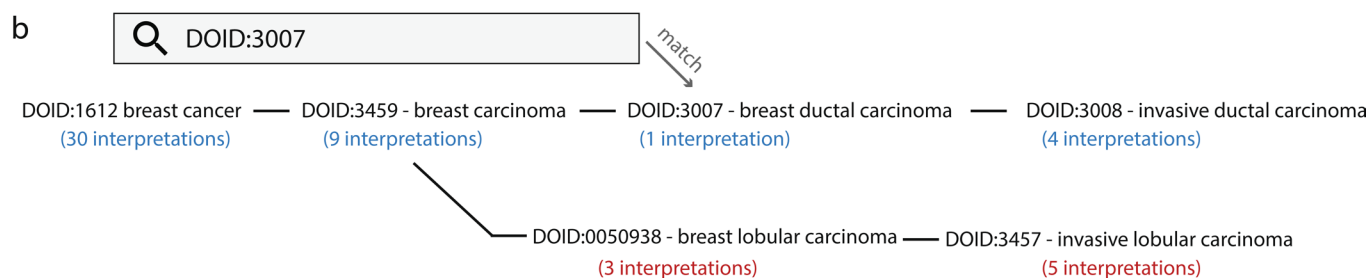 b
DOID:3007
match
DOID:1612 breast cancer — DOID:3459 - breast carcinoma — DOID:3007 - breast ductal carcinoma — DOID:3008 - invasive ductal carcinoma
(30 interpretations) (9 interpretations) (1 interpretation) (4 interpretations)
DOID:0050938 - breast lobular carcinoma — DOID:3457 - invasive lobular carcinoma
(3 interpretations) (5 interpretations)